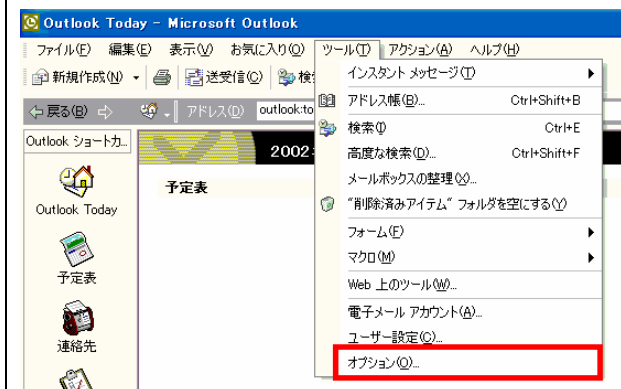 Outlook Today - Microsoft Outlook
ファイル(F) 編集(E) 表示(V) お気に入り(O) ツール(T) アクション(A) ヘルプ(H)
新規作成(N) 送受信(C) 検
戻る(B) アドレス(D) outlook:to
Outlook ショートカ...
2002
予定表
Outlook Today
予定表
連絡先
インスタント メッセージ(T)
アドレス帳(B)... Ctrl+Shift+B
検索(I) Ctrl+E
高度な検索(D)... Ctrl+Shift+F
メールボックスの整理(X)...
"削除済みアイテム" フォルダを空にする(Y)
フォーム(F)
マクロ(M)
Web 上のツール(W)...
電子メール アカウント(A)...
ユーザー設定(C)...
オプション(O)...